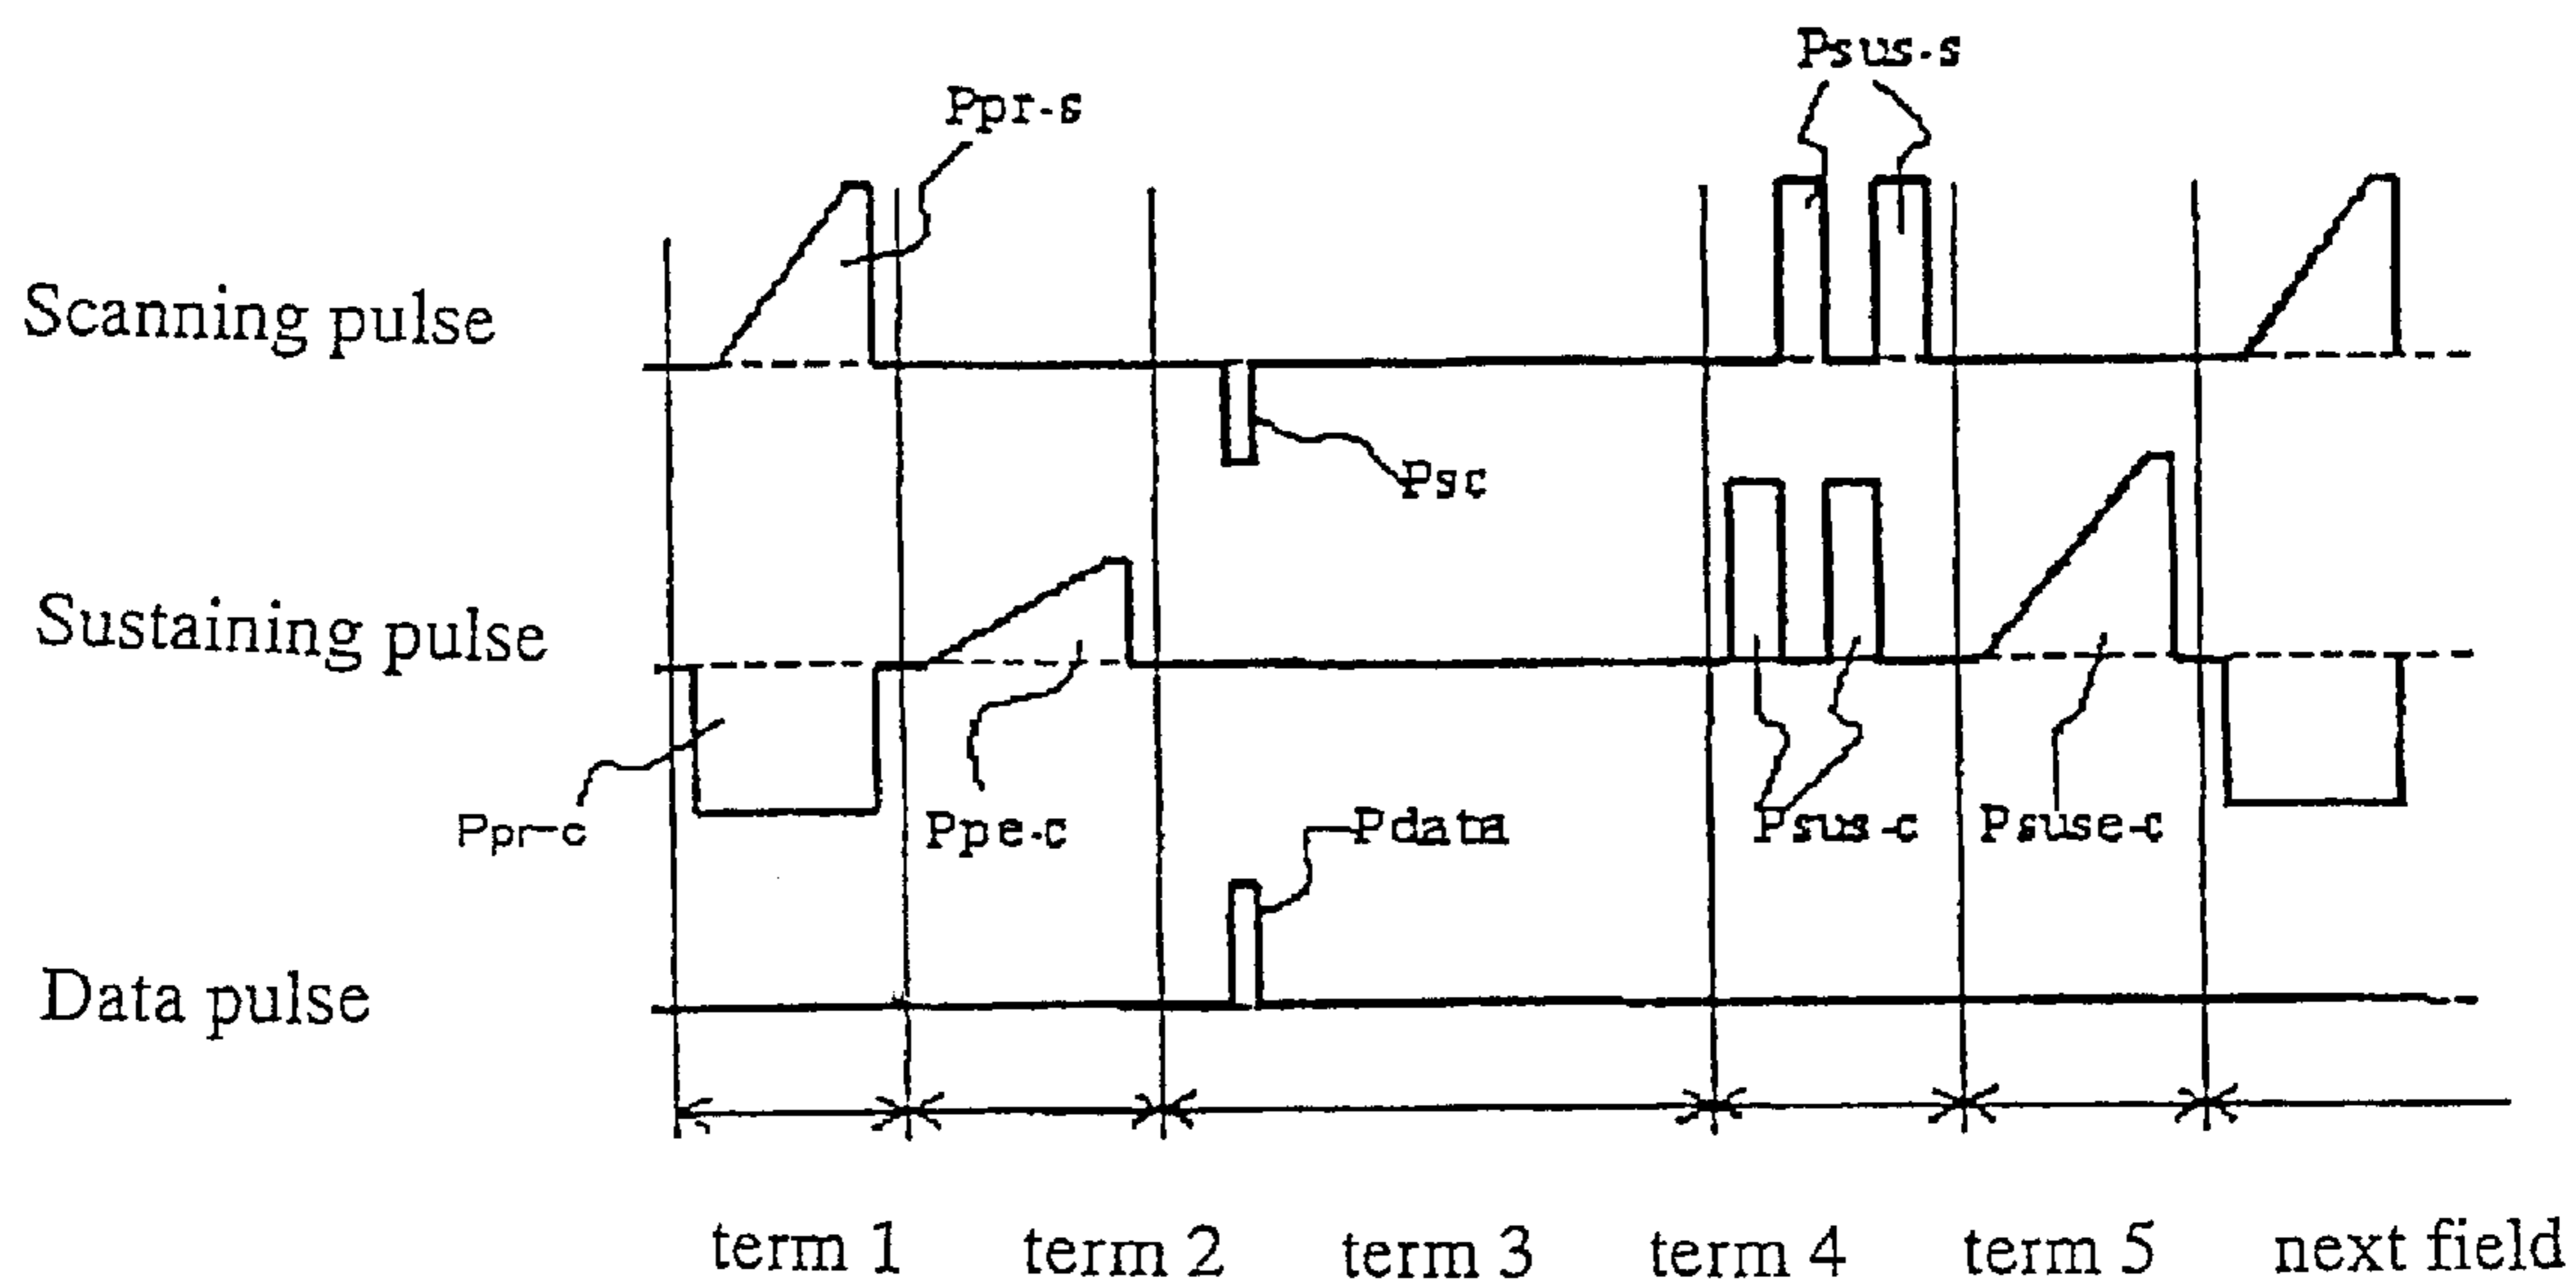 Psus-s
Ppr-s
Scanning pulse
Psc
Sustaining pulse
Ppr-c
Ppe-c
Pdata
Psus-c
Psuse-c
Data pulse
term 1 term 2 term 3 term 4 term 5 next field